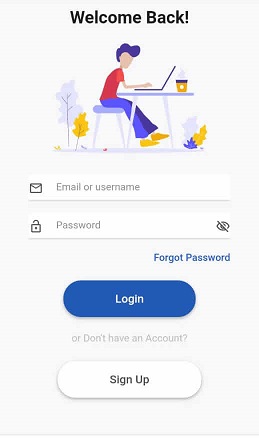 Welcome Back!
Email or username
Password
Forgot Password
Login
or Don't have an Account?
Sign Up